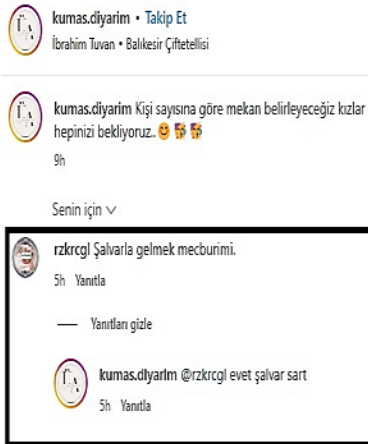 kumas.diyarim • Takip Et
İbrahim Tuvan • Balıkesir Çiftetellisi
kumas.diyarim Kişi sayısına göre mekan belirleyeceğiz kızlar
hepinizi bekliyoruz..😊🥳🥳
9h
Senin için
rzkrcgl Şalvarla gelmek mecburimi.
5h Yanıtla
Yanıtları gizle
kumas.diyarim @rzkrcgl evet şalvar sart
5h Yanıtla